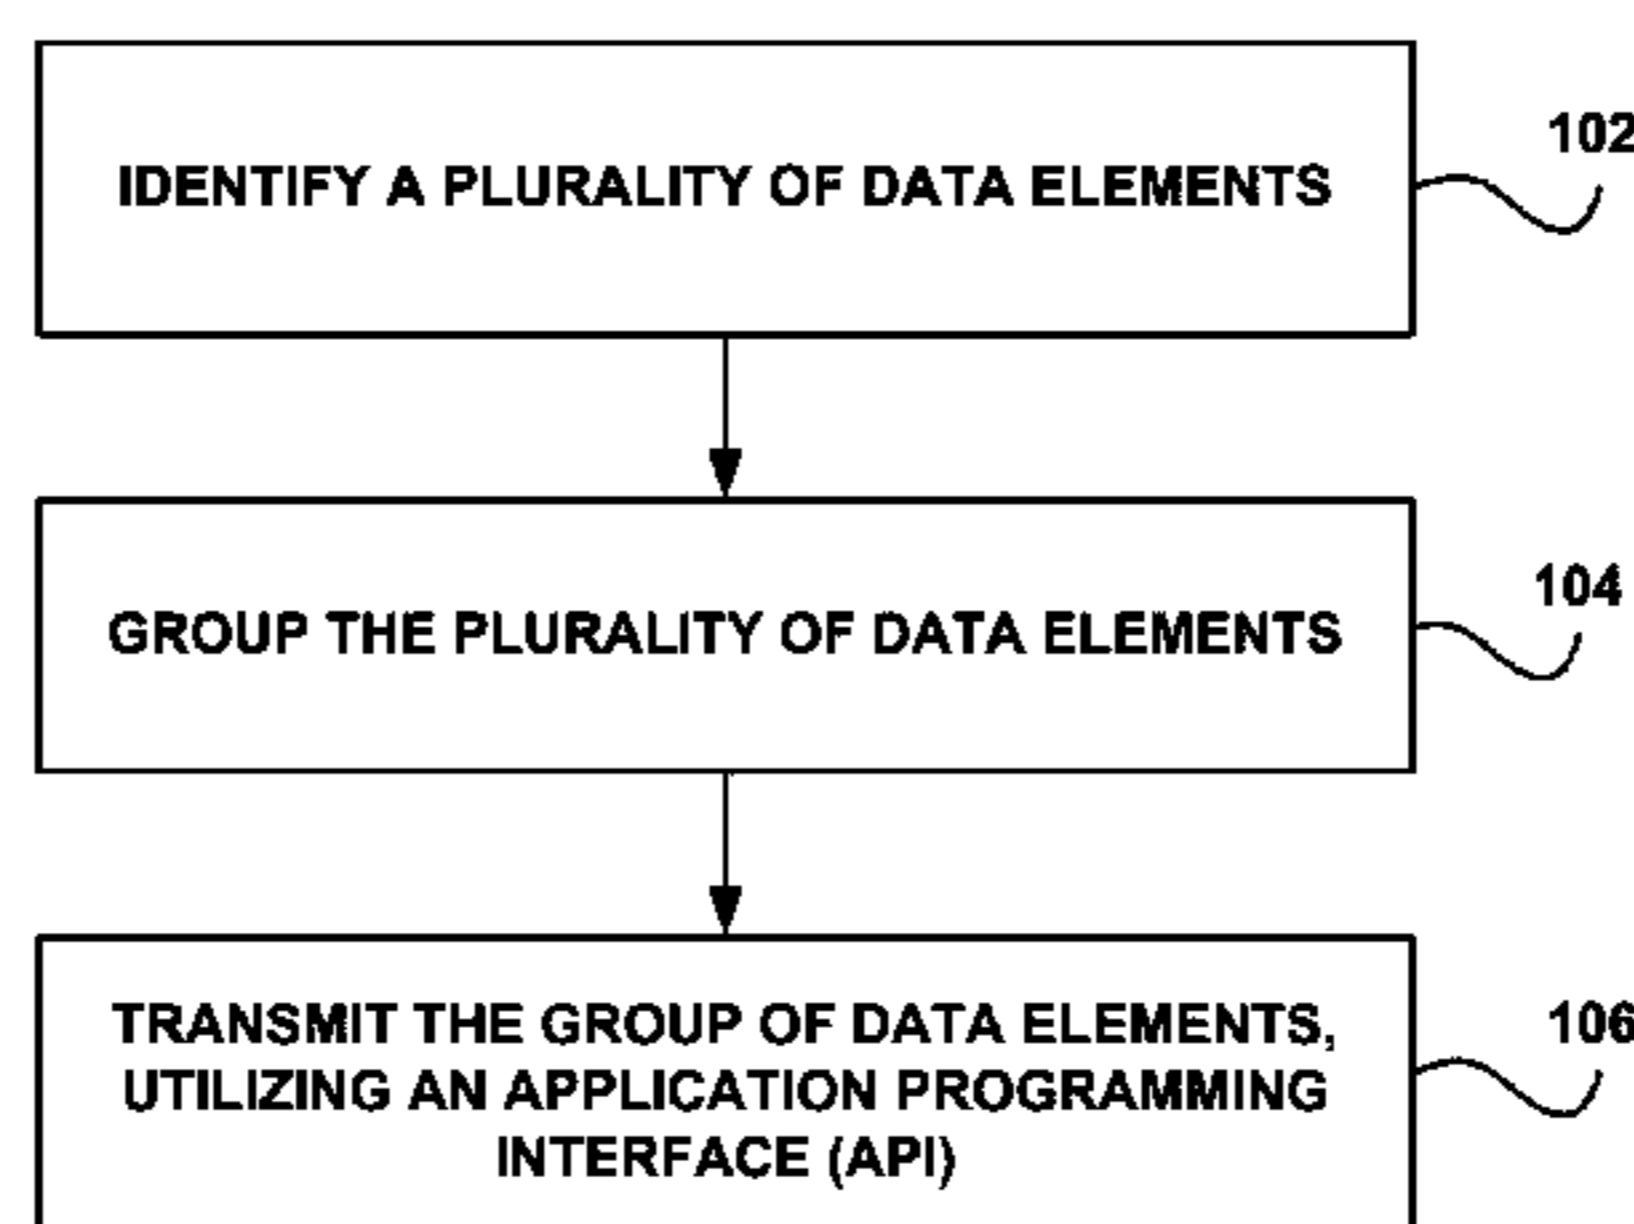 IDENTIFY A PLURALITY OF DATA ELEMENTS
102
GROUP THE PLURALITY OF DATA ELEMENTS
104
TRANSMIT THE GROUP OF DATA ELEMENTS,
UTILIZING AN APPLICATION PROGRAMMING
INTERFACE (API)
106